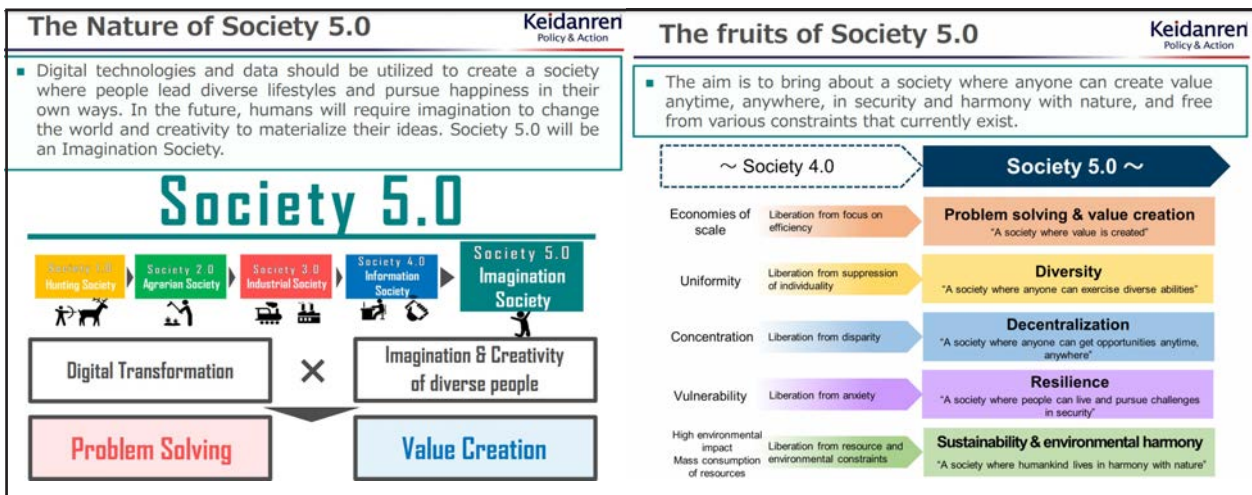 The Nature of Society 5.0
Keidanren
Policy & Action
▪ Digital technologies and data should be utilized to create a society
where people lead diverse lifestyles and pursue happiness in their
own ways. In the future, humans will require imagination to change
the world and creativity to materialize their ideas. Society 5.0 will be
an Imagination Society.
Society 5.0
Society 1.0
Hunting Society
Society 2.0
Agrarian Society
Society 3.0
Industrial Society
Society 4.0
Information
Society
Society 5.0
Imagination
Society
Digital Transformation
×
Imagination & Creativity
of diverse people
Problem Solving
Value Creation
The fruits of Society 5.0
Keidanren
Policy & Action
▪ The aim is to bring about a society where anyone can create value
anytime, anywhere, in security and harmony with nature, and free
from various constraints that currently exist.
～ Society 4.0
Society 5.0 ～
Economies of
scale
Liberation from focus on
efficiency
Problem solving & value creation
“A society where value is created”
Uniformity
Liberation from suppression
of individuality
Diversity
“A society where anyone can exercise diverse abilities”
Concentration
Liberation from disparity
Decentralization
“A society where anyone can get opportunities anytime,
anywhere”
Vulnerability
Liberation from anxiety
Resilience
“A society where people can live and pursue challenges
in security”
High environmental
impact
Mass consumption
of resources
Liberation from resource and
environmental constraints
Sustainability & environmental harmony
“A society where humankind lives in harmony with nature”